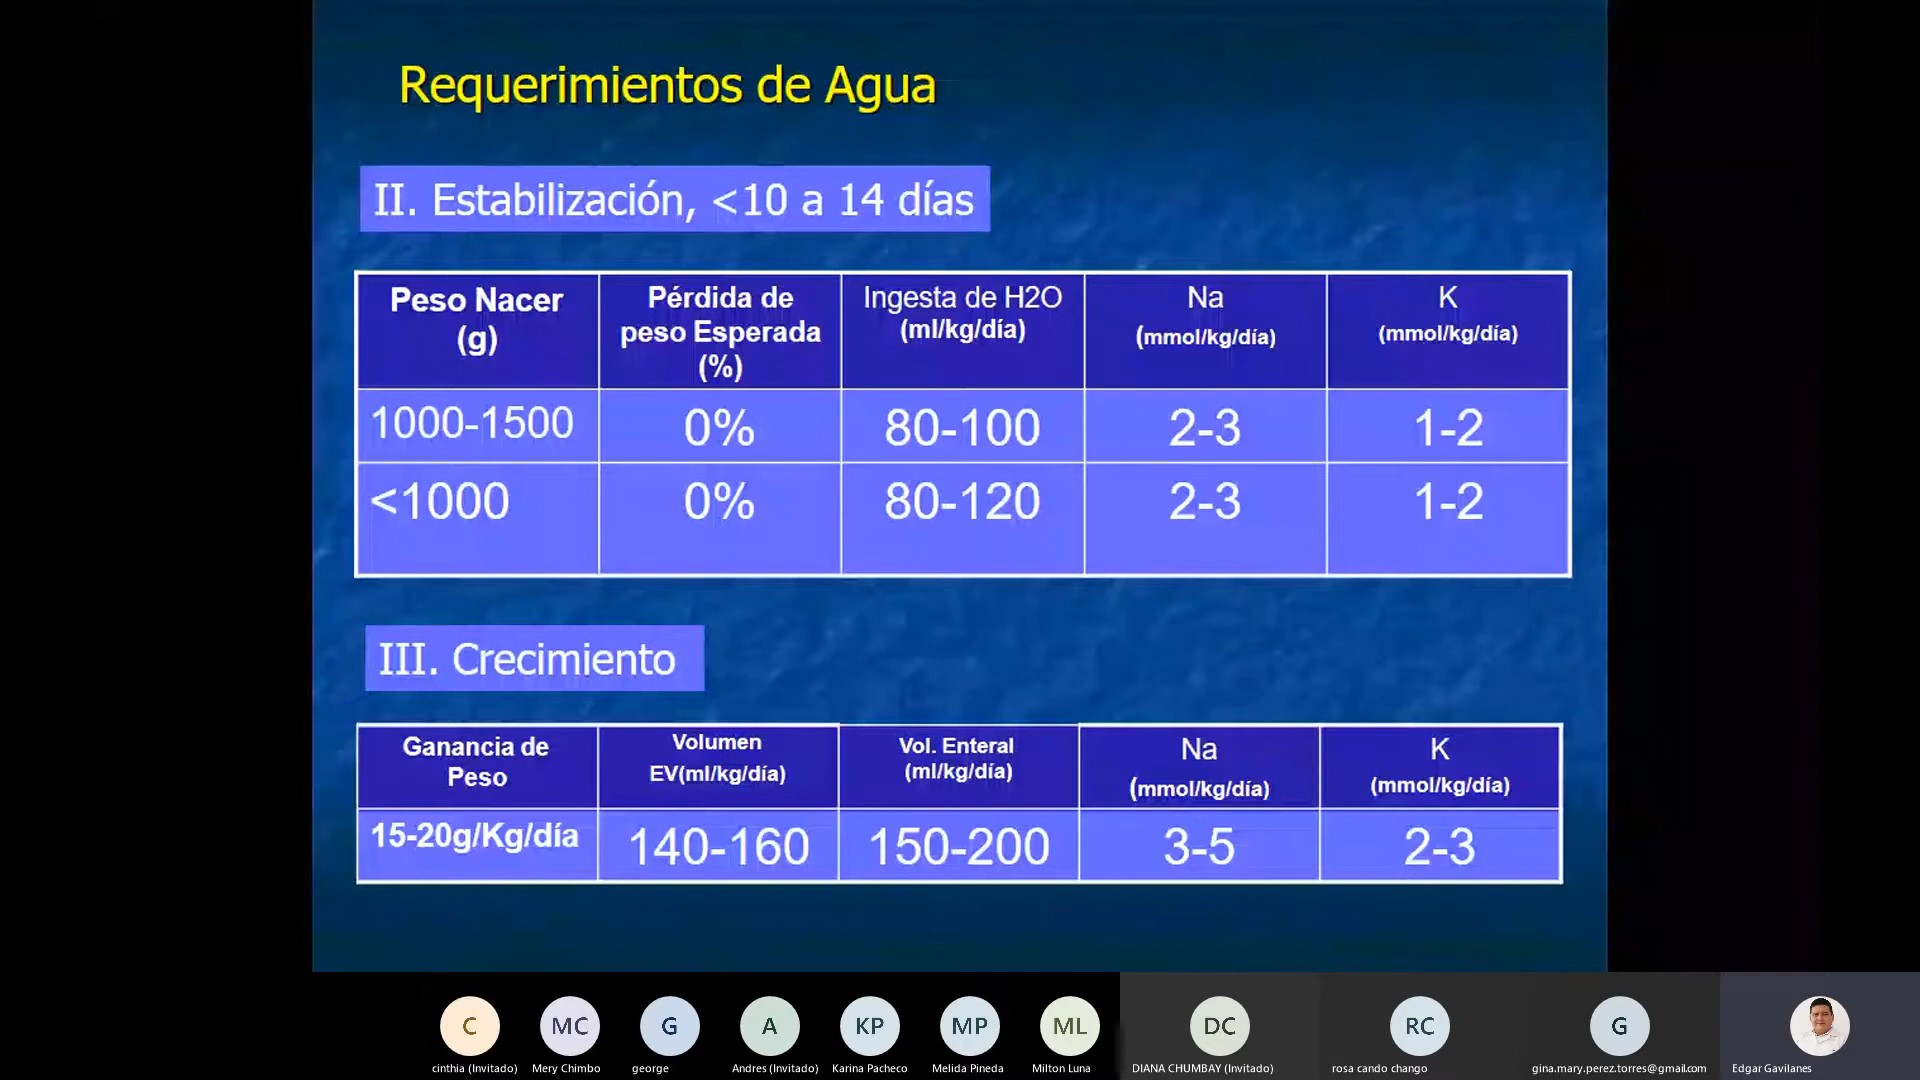 Requerimientos de Agua
II. Estabilización, <10 a 14 días
Peso Nacer
(g)
Pérdida de
peso Esperada
(%)
Ingesta de H2O
(ml/kg/día)
Na
(mmol/kg/día)
K
(mmol/kg/día)
1000-1500
0%
80-100
2-3
1-2
<1000
0%
80-120
2-3
1-2
III. Crecimiento
Ganancia de
Peso
Volumen
EV(ml/kg/día)
Vol. Enteral
(ml/kg/día)
Na
(mmol/kg/día)
K
(mmol/kg/día)
15-20g/Kg/día
140-160
150-200
3-5
2-3
C
MC
G
A
KP
MP
ML
DC
RC
G
cinthia (Invitado)
Mery Chimbo
george
Andres (Invitado)
Karina Pacheco
Melida Pineda
Milton Luna
DIANA CHUMBAY (Invitado)
rosa cando chango
gina.mary.perez.torres@gmail.com
Edgar Gavilanes